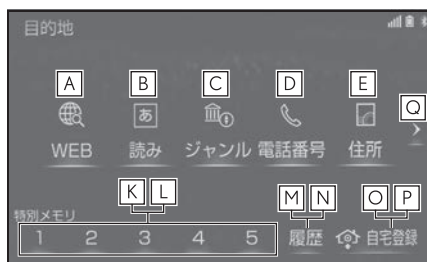 目的地
A B C D E
Q
WEB 読み ジャンル 電話番号 住所
K L M N O P
特別メモリ
1 2 3 4 5 履歴 自宅登録